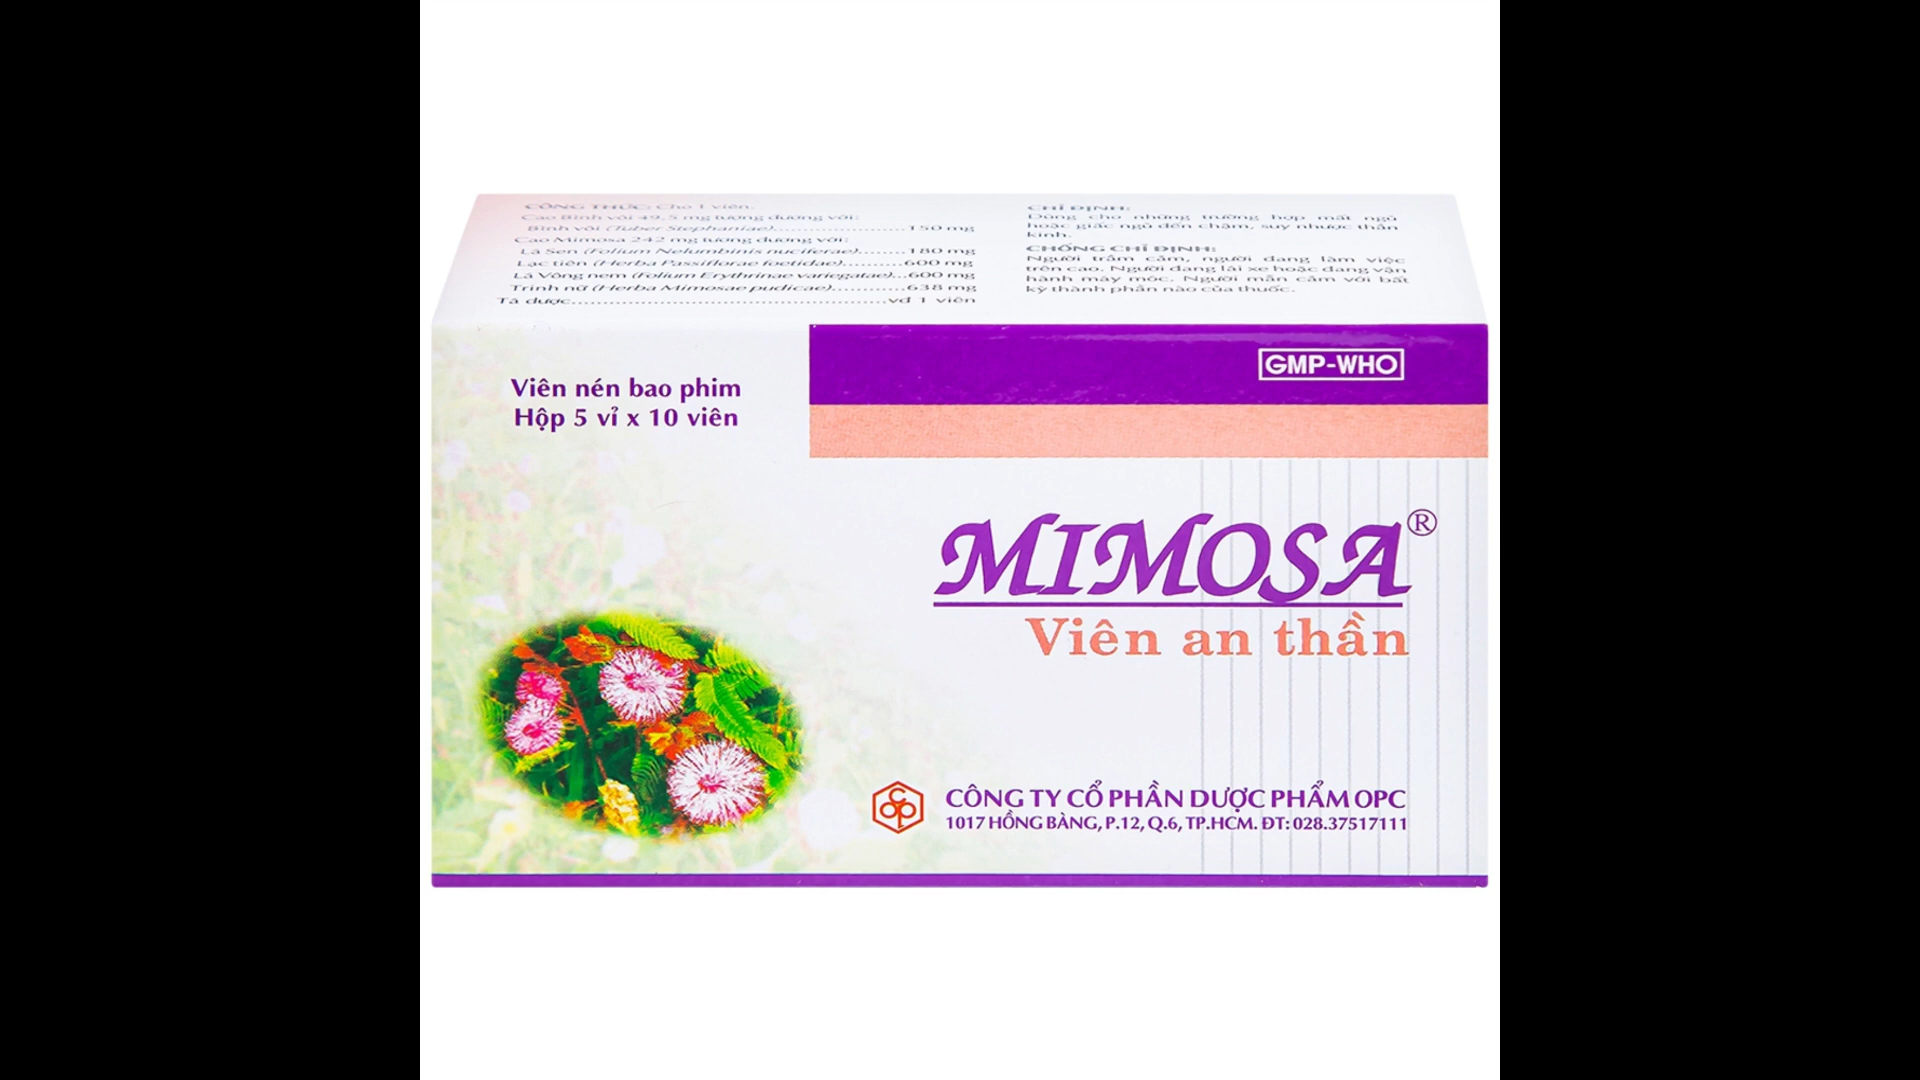 CÔNG THỨC: Cho 1 viên.
Cao Bình vôi 49,5 mg tương đương với:
Bình vôi (Tuber Stephaniae)......................150 mg
Cao Mimosa 242 mg tương đương với:
Lá Sen (Folium Nelumbinis nuciferae)........180 mg
Lạc tiên (Herba Passiflorae foetidae)..........600 mg
Lá Vông nem (Folium Erythrinae variegatae)...600 mg
Trinh nữ (Herba Mimosae pudicae).............638 mg
Tá dược......................................................vđ 1 viên
CHỈ ĐỊNH:
Dùng cho những trường hợp mất ngủ
hoặc giấc ngủ đến chậm, suy nhược thần
kinh.
CHỐNG CHỈ ĐỊNH:
Người trầm cảm, người đang làm việc
trên cao. Người đang lái xe hoặc đang vận
hành máy móc. Người mẫn cảm với bất
kỳ thành phần nào của thuốc.
Viên nén bao phim
Hộp 5 vỉ x 10 viên
GMP-WHO
MIMOSA®
Viên an thần
OPC
CÔNG TY CỔ PHẦN DƯỢC PHẨM OPC
1017 HỒNG BÀNG, P.12, Q.6, TP.HCM. ĐT: 028.37517111